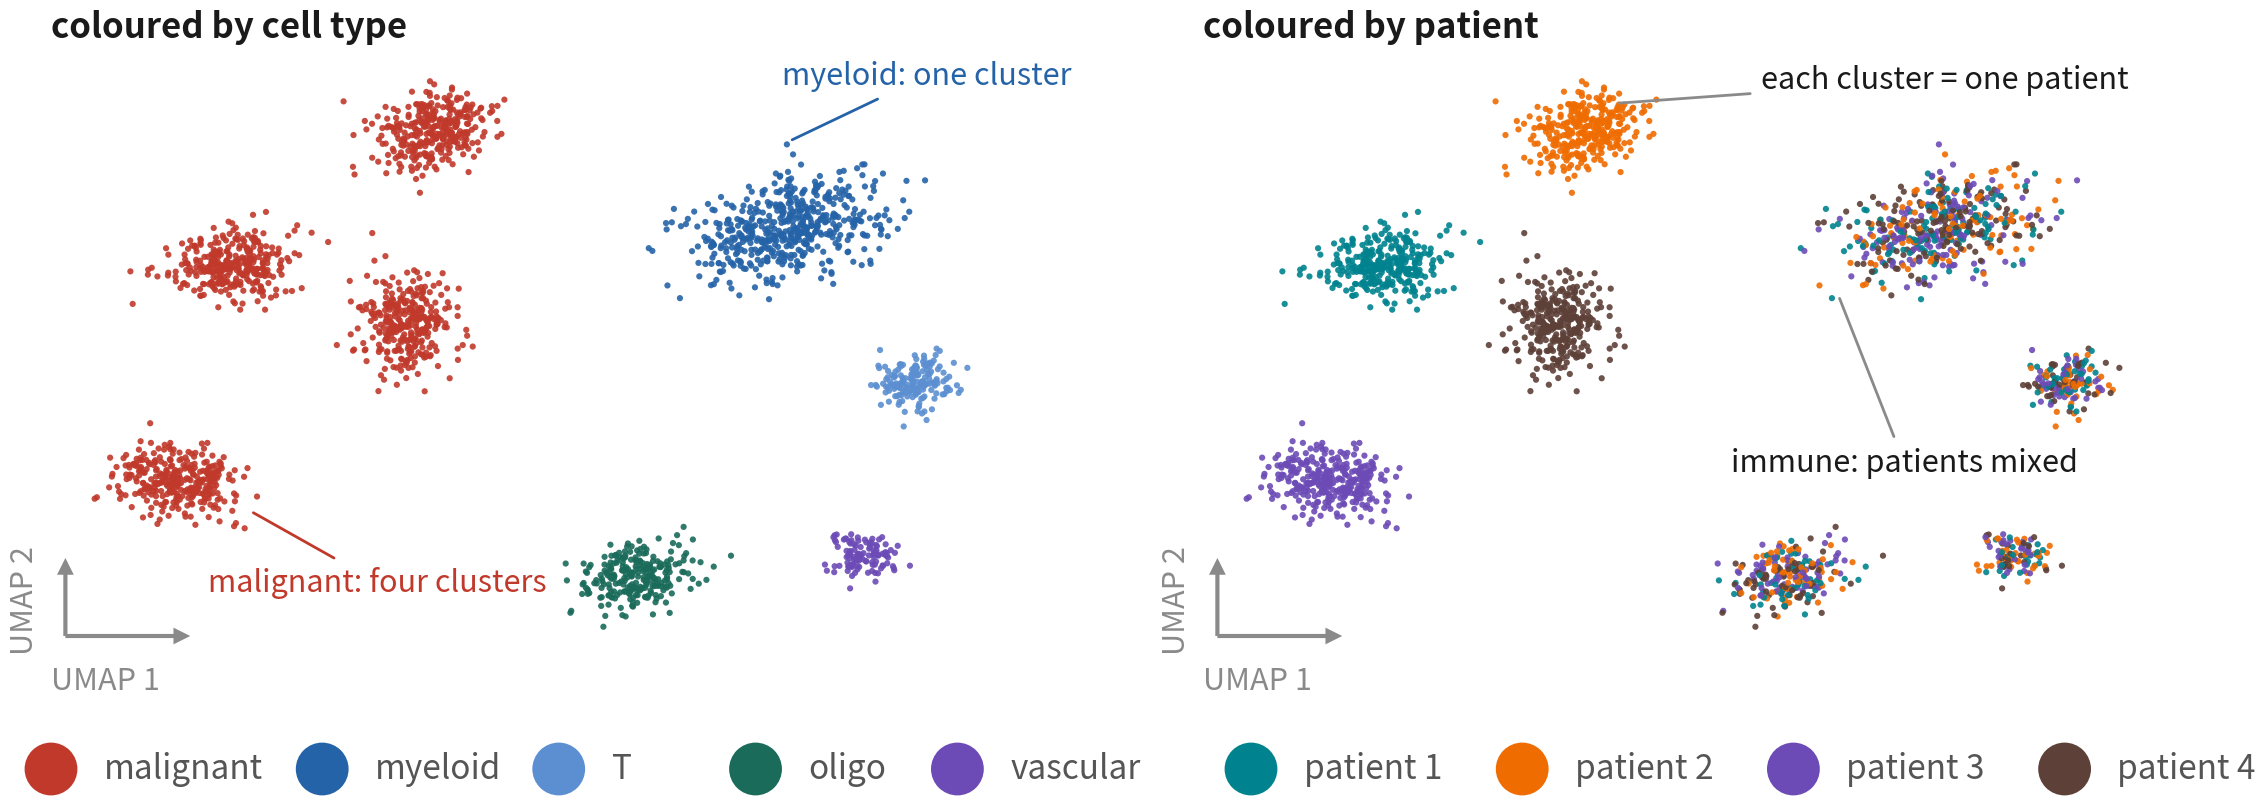 coloured by cell type
myeloid: one cluster
malignant: four clusters
UMAP 2
UMAP 1
malignant
myeloid
T
oligo
vascular
coloured by patient
each cluster = one patient
immune: patients mixed
UMAP 2
UMAP 1
patient 1
patient 2
patient 3
patient 4